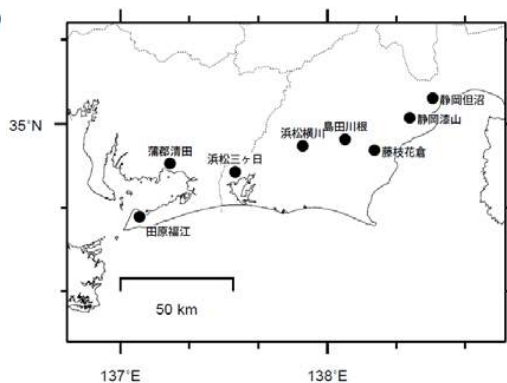 静岡但沼
静岡漆山
35°N
島田川根
浜松横川
藤枝花倉
蒲郡清田
浜松三ヶ日
田原福江
50 km
137°E
138°E